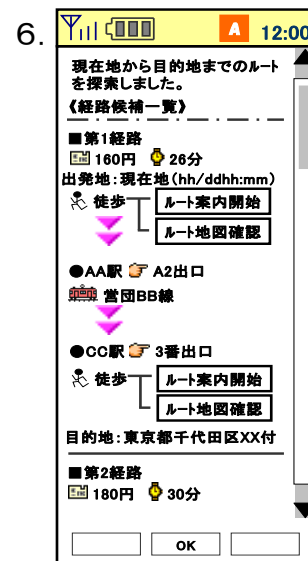 6.
A 12:00
現在地から目的地までのルート
を探索しました。
《経路候補一覧》
■第1経路
160円 26分
出発地:現在地(hh/ddhh:mm)
徒歩 ルート案内開始
ルート地図確認
●AA駅 A2出口
営団BB線
●CC駅 3番出口
徒歩 ルート案内開始
ルート地図確認
目的地:東京都千代田区XX付
■第2経路
180円 30分
OK